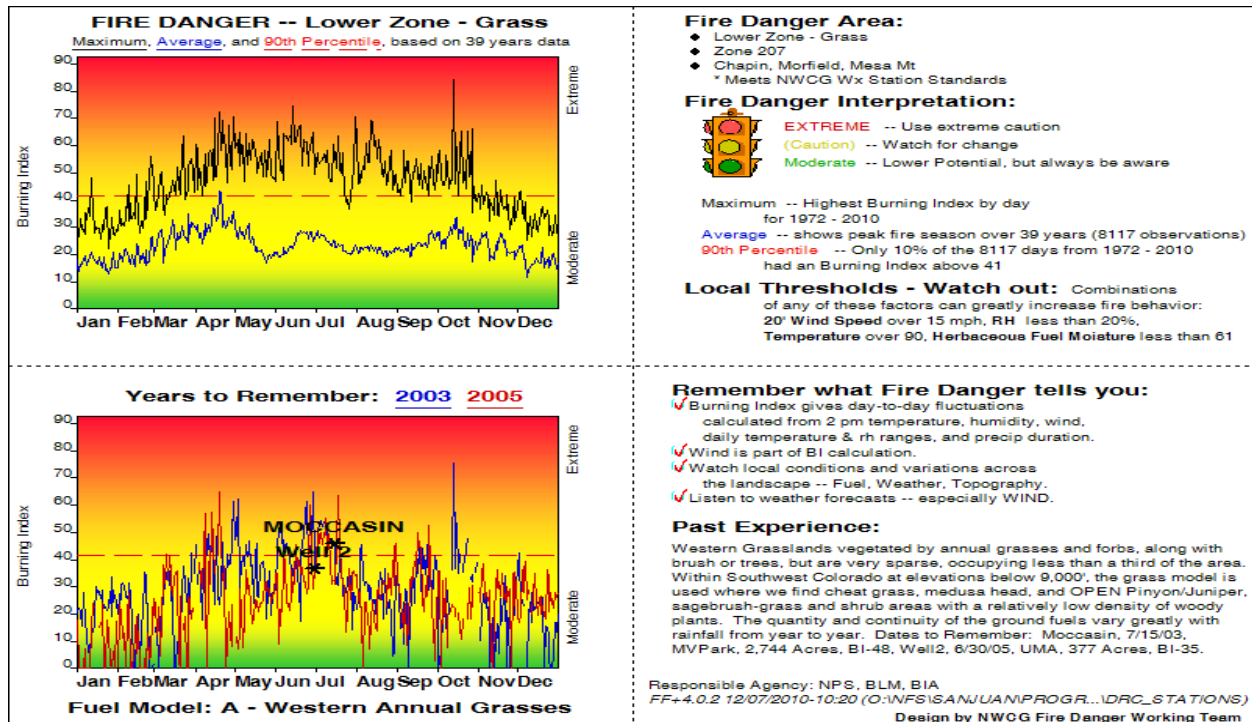 FIRE DANGER -- Lower Zone - Grass
Maximum, Average, and 90th Percentile, based on 39 years data
90
80
70
60
50
40
30
20
10
0
Burning Index
Extreme
Moderate
Jan Feb Mar Apr May Jun Jul Aug Sep Oct Nov Dec
Fire Danger Area:
Lower Zone - Grass
Zone 207
Chapin, Morfield, Mesa Mt
* Meets NWCG Wx Station Standards
Fire Danger Interpretation:
EXTREME -- Use extreme caution
(Caution) -- Watch for change
Moderate -- Lower Potential, but always be aware
Maximum -- Highest Burning Index by day
for 1972 - 2010
Average -- shows peak fire season over 39 years (8117 observations)
90th Percentile -- Only 10% of the 8117 days from 1972 - 2010
had an Burning Index above 41
Local Thresholds - Watch out: Combinations
of any of these factors can greatly increase fire behavior:
20' Wind Speed over 15 mph, RH less than 20%,
Temperature over 90, Herbaceous Fuel Moisture less than 61
Years to Remember: 2003 2005
90
80
70
60
50
40
30
20
10
0
Burning Index
Extreme
Moderate
MOCCASIN
Well 2
Jan Feb Mar Apr May Jun Jul Aug Sep Oct Nov Dec
Fuel Model: A - Western Annual Grasses
Remember what Fire Danger tells you:
Burning Index gives day-to-day fluctuations
calculated from 2 pm temperature, humidity, wind,
daily temperature & rh ranges, and precip duration.
Wind is part of BI calculation.
Watch local conditions and variations across
the landscape -- Fuel, Weather, Topography.
Listen to weather forecasts -- especially WIND.
Past Experience:
Western Grasslands vegetated by annual grasses and forbs, along with
brush or trees, but are very sparse, occupying less than a third of the area.
Within Southwest Colorado at elevations below 9,000', the grass model is
used where we find cheat grass, medusa head, and OPEN Pinyon/Juniper,
sagebrush-grass and shrub areas with a relatively low density of woody
plants. The quantity and continuity of the ground fuels vary greatly with
rainfall from year to year. Dates to Remember: Moccasin, 7/15/03,
MVPark, 2,744 Acres, BI-48, Well2, 6/30/05, UMA, 377 Acres, BI-35.
Responsible Agency: NPS, BLM, BIA
FF+4.0.2 12/07/2010-10:20 (O:\NFS\SANJUAN\PROGR...\DRC_STATIONS)
Design by NWCG Fire Danger Working Team